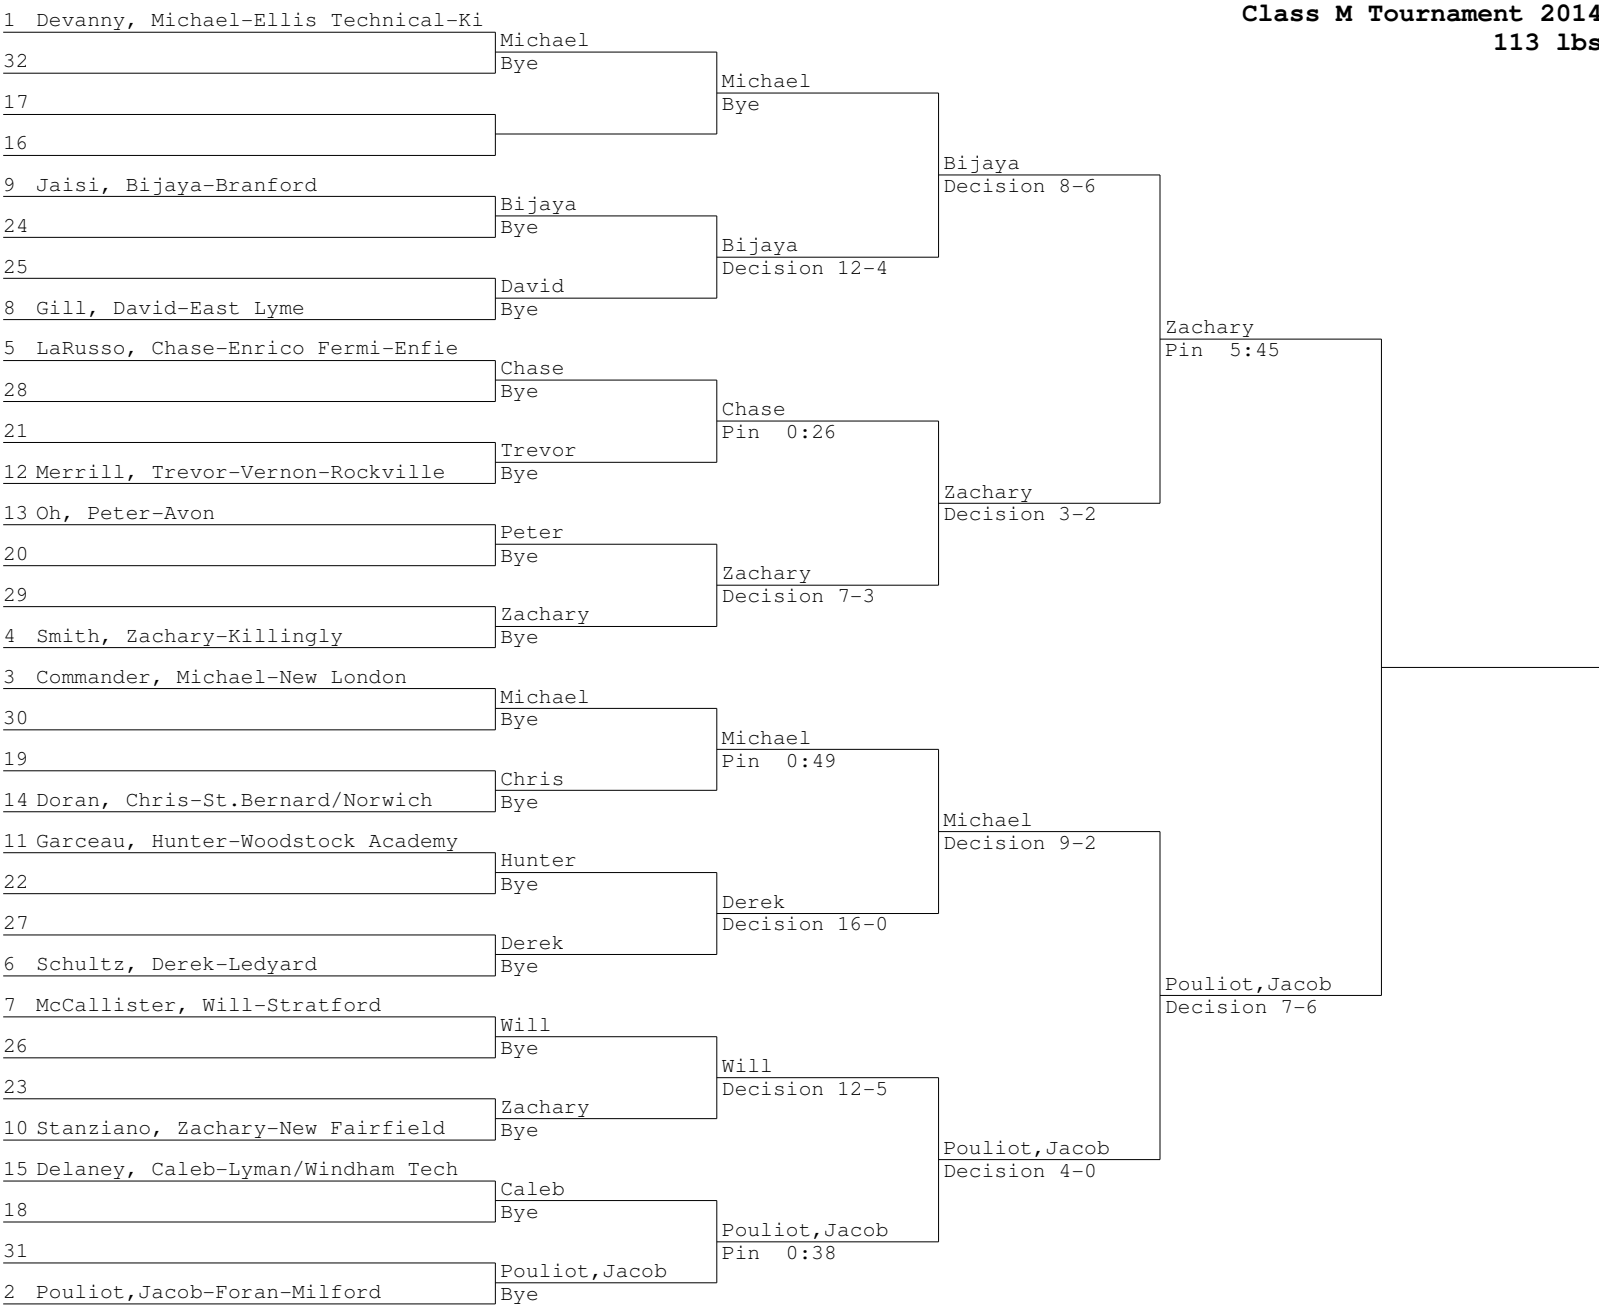 Class M Tournament 2014
113 lbs
1 Devanny, Michael-Ellis Technical-Ki
32
17
16
9 Jaisi, Bijaya-Branford
24
25
8 Gill, David-East Lyme
5 LaRusso, Chase-Enrico Fermi-Enfie
28
21
12 Merrill, Trevor-Vernon-Rockville
13 Oh, Peter-Avon
20
29
4 Smith, Zachary-Killingly
3 Commander, Michael-New London
30
19
14 Doran, Chris-St.Bernard/Norwich
11 Garceau, Hunter-Woodstock Academy
22
27
6 Schultz, Derek-Ledyard
7 McCallister, Will-Stratford
26
23
10 Stanziano, Zachary-New Fairfield
15 Delaney, Caleb-Lyman/Windham Tech
18
31
2 Pouliot,Jacob-Foran-Milford
Michael
Bye
Bijaya
Bye
David
Bye
Chase
Bye
Trevor
Bye
Peter
Bye
Zachary
Bye
Michael
Bye
Chris
Bye
Hunter
Bye
Derek
Bye
Will
Bye
Zachary
Bye
Caleb
Bye
Pouliot,Jacob
Bye
Michael
Bye
Bijaya
Decision 12-4
Chase
Pin 0:26
Zachary
Decision 7-3
Michael
Pin 0:49
Derek
Decision 16-0
Will
Decision 12-5
Pouliot,Jacob
Pin 0:38
Bijaya
Decision 8-6
Zachary
Decision 3-2
Michael
Decision 9-2
Pouliot,Jacob
Decision 4-0
Zachary
Pin 5:45
Pouliot,Jacob
Decision 7-6